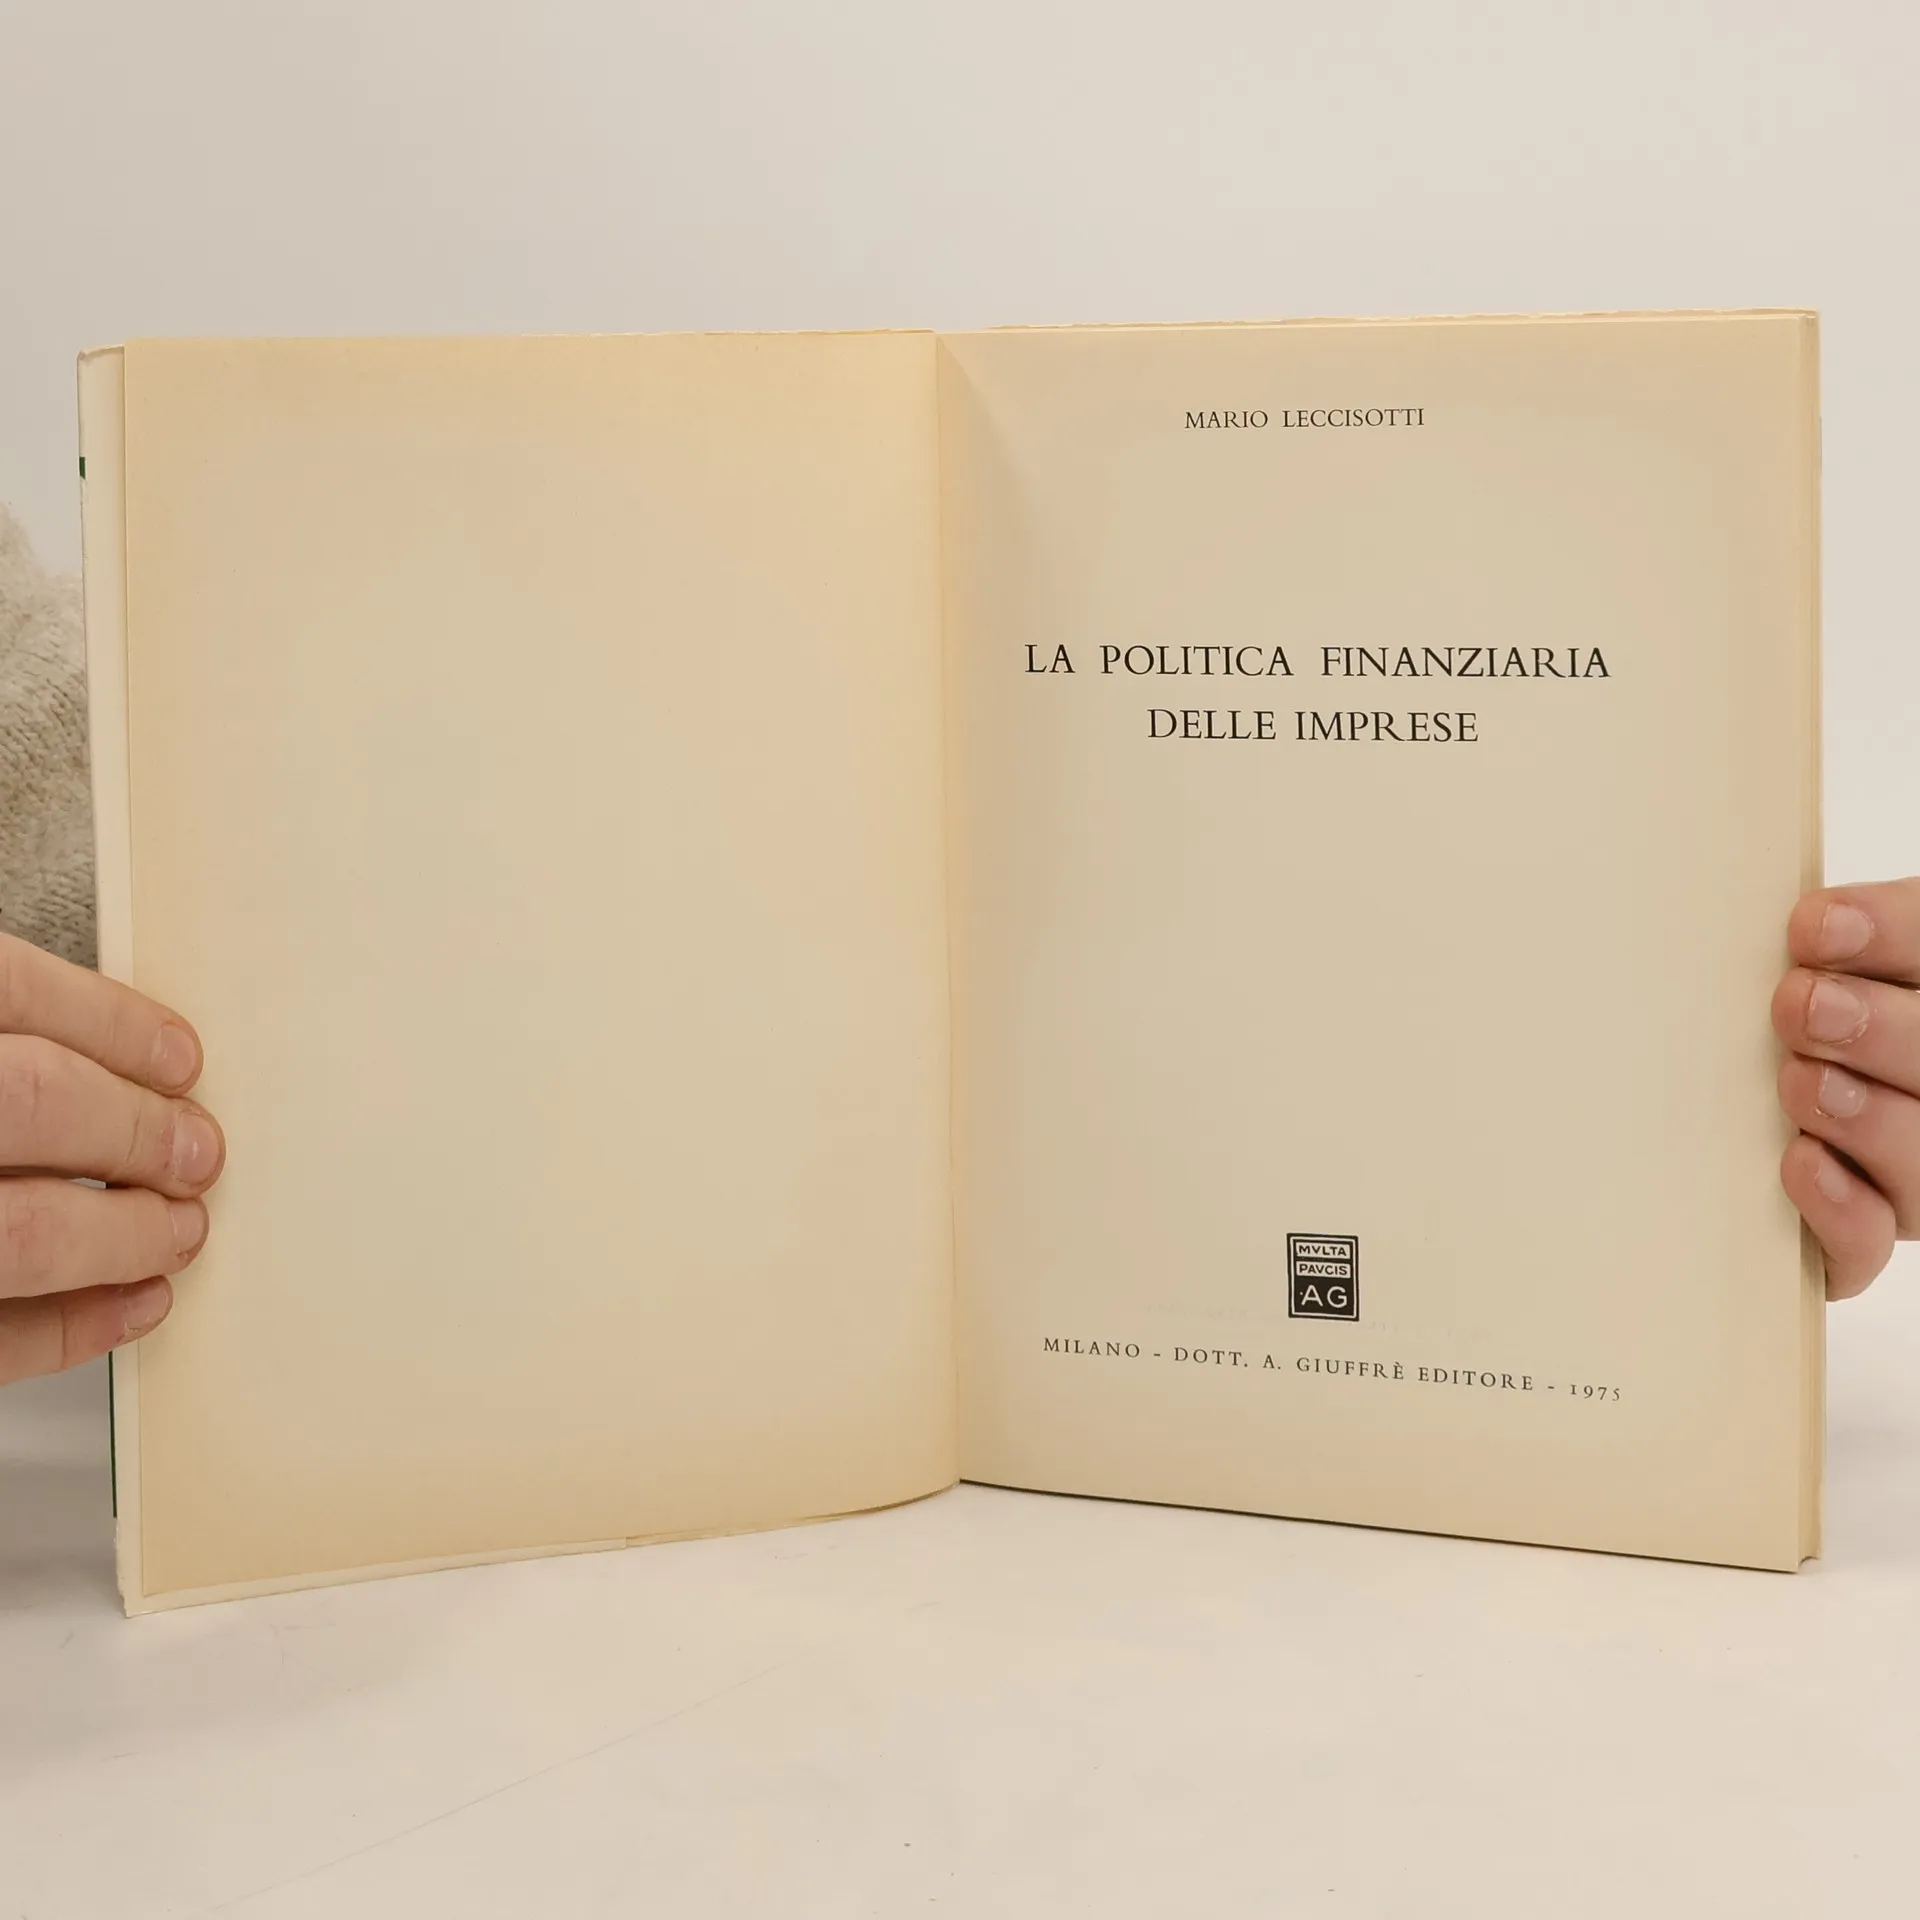 MARIO LECCISOTTI
LA POLITICA FINANZIARIA
DELLE IMPRESE
MVLTA
PAVCIS
·AG
MILANO - DOTT. A. GIUFFRÈ EDITORE - 1975